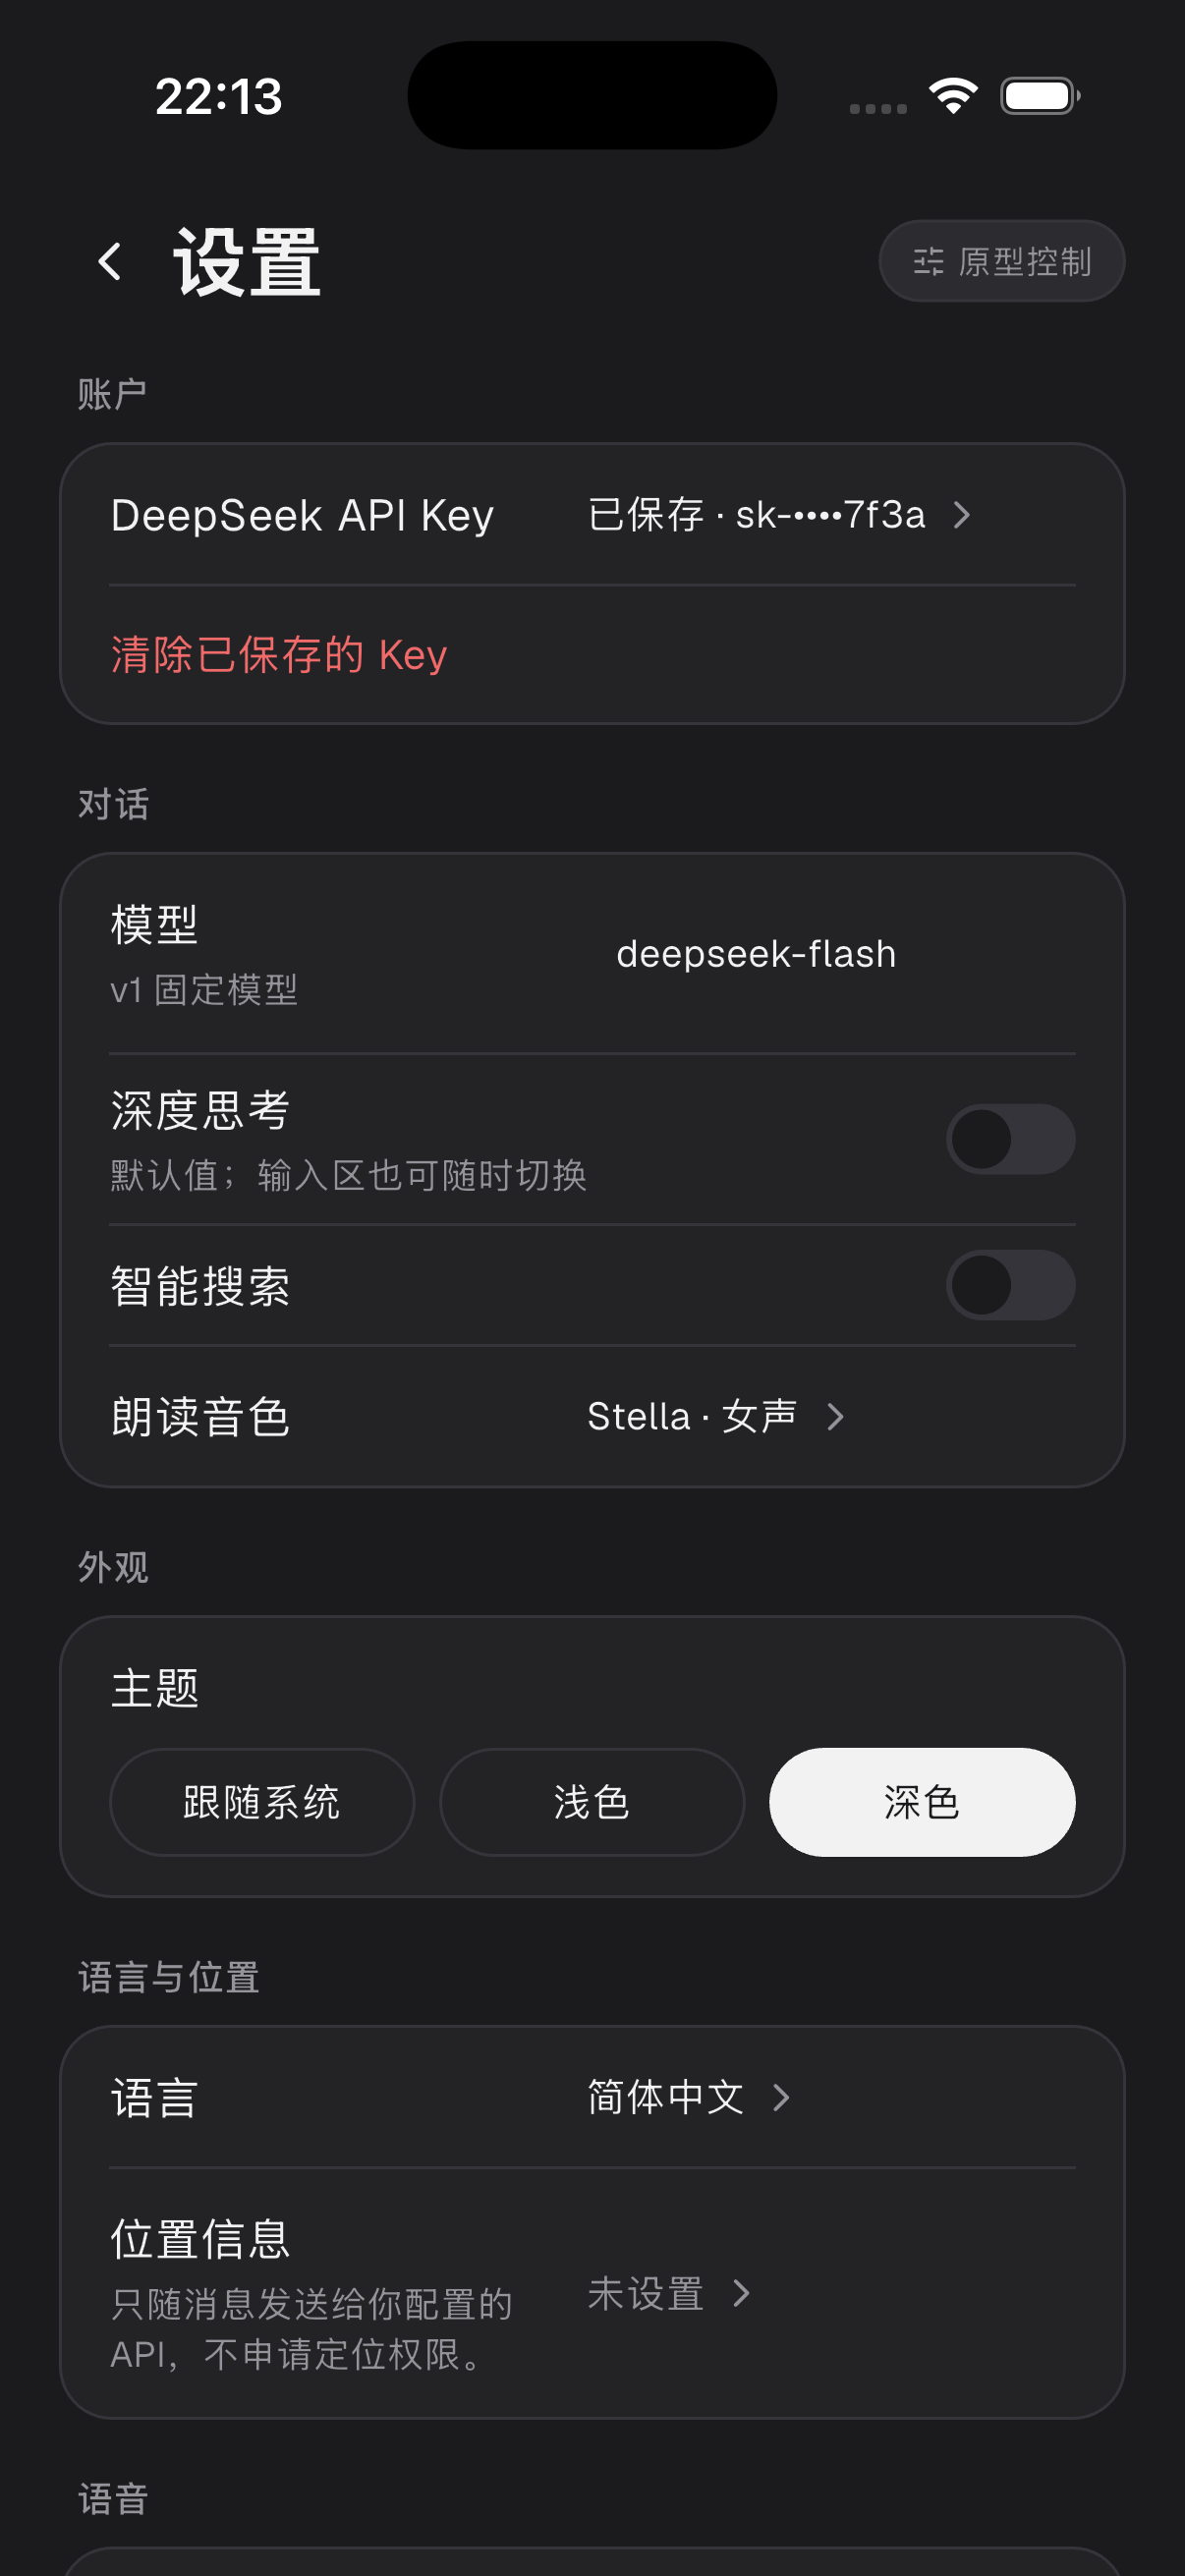 22:13
设置
原型控制
账户
DeepSeek API Key
已保存 · sk-••••7f3a
清除已保存的 Key
对话
模型
v1 固定模型
deepseek-flash
深度思考
默认值；输入区也可随时切换
智能搜索
朗读音色
Stella · 女声
外观
主题
跟随系统
浅色
深色
语言与位置
语言
简体中文
位置信息
只随消息发送给你配置的
API，不申请定位权限。
未设置
语音